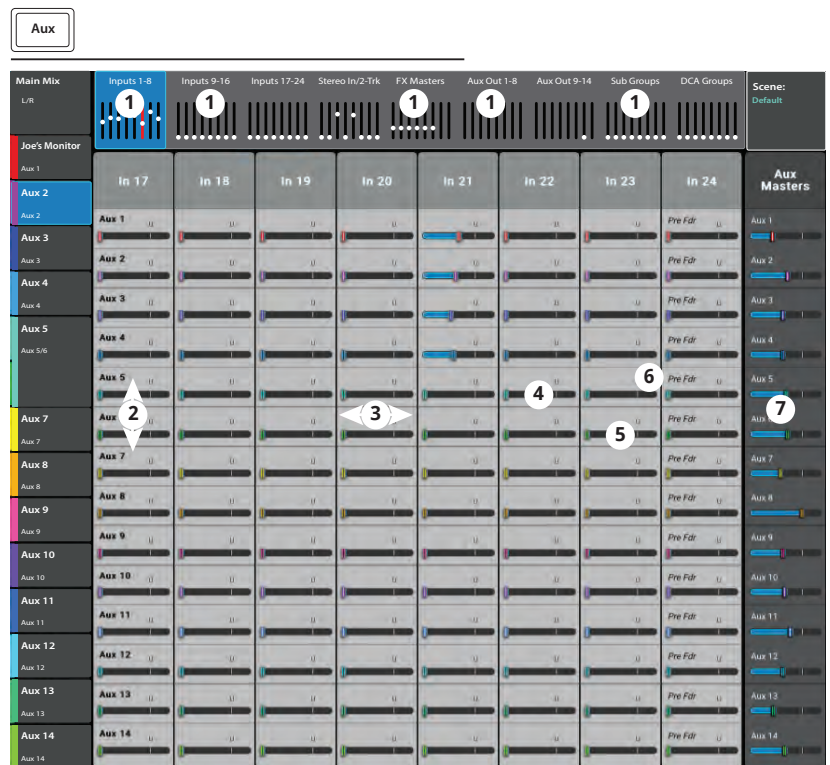 Aux
Main Mix
L/R
Inputs 1-8
Inputs 9-16
Inputs 17-24
Stereo In/2-Trk
FX Masters
Aux Out 1-8
Aux Out 9-14
Sub Groups
DCA Groups
Scene:
Default
1
1
1
1
1
Joe's Monitor
Aux 1
Aux 2
Aux 2
Aux 3
Aux 3
Aux 4
Aux 4
Aux 5
Aux 5/6
Aux 7
Aux 7
Aux 8
Aux 8
Aux 9
Aux 9
Aux 10
Aux 10
Aux 11
Aux 11
Aux 12
Aux 12
Aux 13
Aux 13
Aux 14
Aux 14
In 17
In 18
In 19
In 20
In 21
In 22
In 23
In 24
Aux
Masters
Aux 1 U U U U U U U Pre Fdr U Aux 1
Aux 2 U U U U U U U Pre Fdr U Aux 2
Aux 3 U U U U U U U Pre Fdr U Aux 3
Aux 4 U U U U U U U Pre Fdr U Aux 4
Aux 5 U U U U U U U 6 Pre Fdr U Aux 5
4
Aux 2 U U 3 U U U Pre Fdr U Aux 7
5
Aux 7 U U U U U U U Pre Fdr U Aux 7
Aux 8 U U U U U U U Pre Fdr U Aux 8
Aux 9 U U U U U U U Pre Fdr U Aux 9
Aux 10 U U U U U U U Pre Fdr U Aux 10
Aux 11 U U U U U U U Pre Fdr U Aux 11
Aux 12 U U U U U U U Pre Fdr U Aux 12
Aux 13 U U U U U U U Pre Fdr U Aux 13
Aux 14 U U U U U U U Pre Fdr U Aux 14